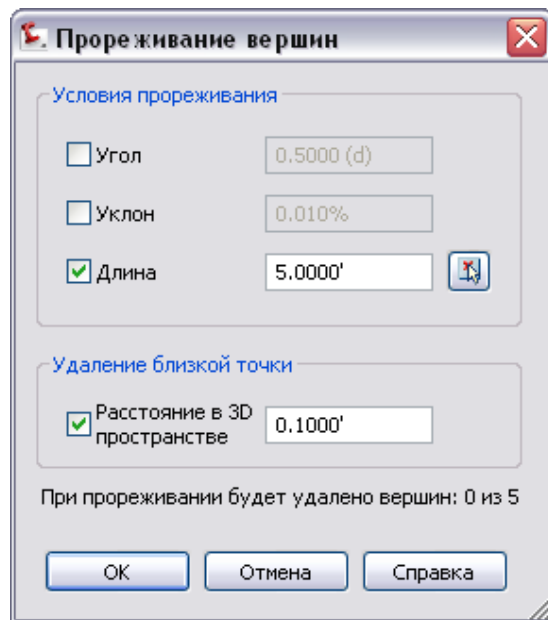 Прореживание вершин
Условия прореживания
Угол 0.5000 (d)
Уклон 0.010%
Длина 5.0000'
Удаление близкой точки
Расстояние в 3D
пространстве 0.1000'
При прореживании будет удалено вершин: 0 из 5
ОК Отмена Справка